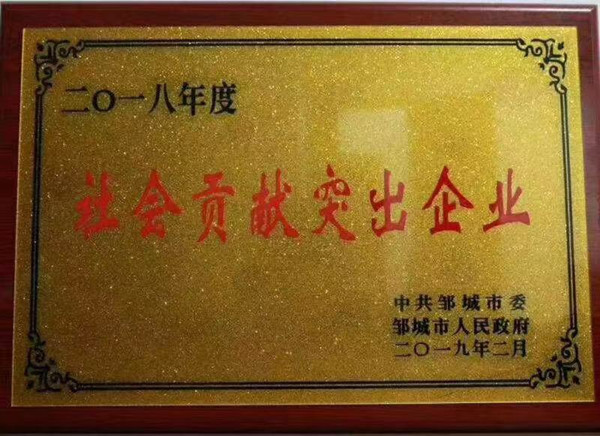 二〇一八年度
社会贡献突出企业
中共邹城市委
邹城市人民政府
二〇一九年二月